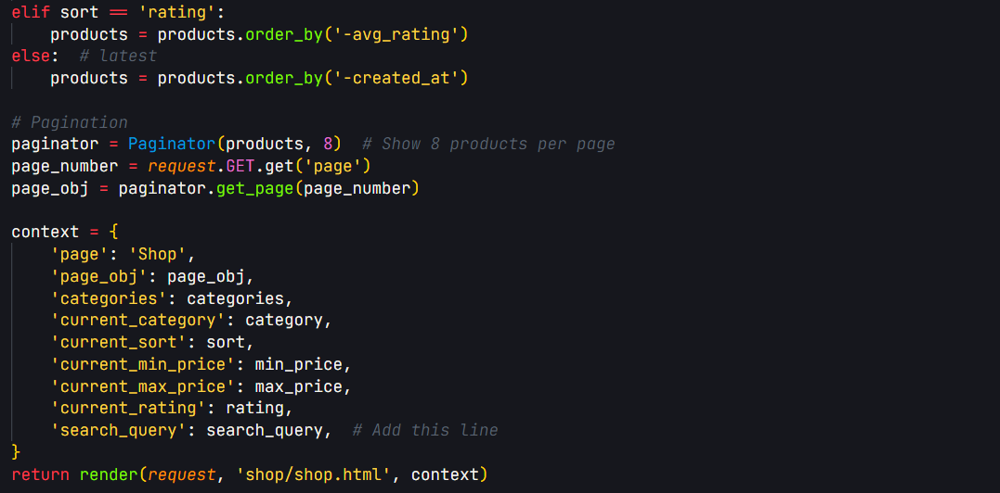 elif sort == 'rating':
    products = products.order_by('-avg_rating')
else:  # latest
    products = products.order_by('-created_at')

# Pagination
paginator = Paginator(products, 8)  # Show 8 products per page
page_number = request.GET.get('page')
page_obj = paginator.get_page(page_number)

context = {
    'page': 'Shop',
    'page_obj': page_obj,
    'categories': categories,
    'current_category': category,
    'current_sort': sort,
    'current_min_price': min_price,
    'current_max_price': max_price,
    'current_rating': rating,
    'search_query': search_query,  # Add this line
}
return render(request, 'shop/shop.html', context)